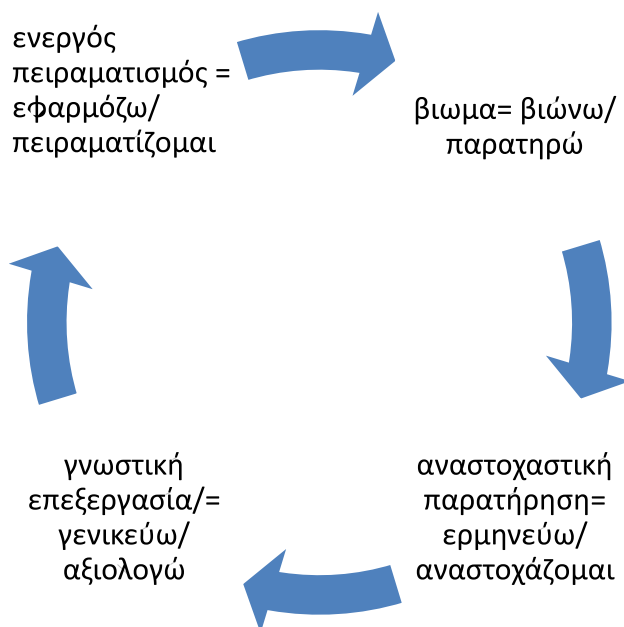 ενεργός
πειραματισμός =
εφαρμόζω/
πειραματίζομαι
βιωμα= βιώνω/
παρατηρώ
αναστοχαστική
παρατήρηση=
ερμηνεύω/
αναστοχάζομαι
γνωστική
επεξεργασία/=
γενικεύω/
αξιολογώ